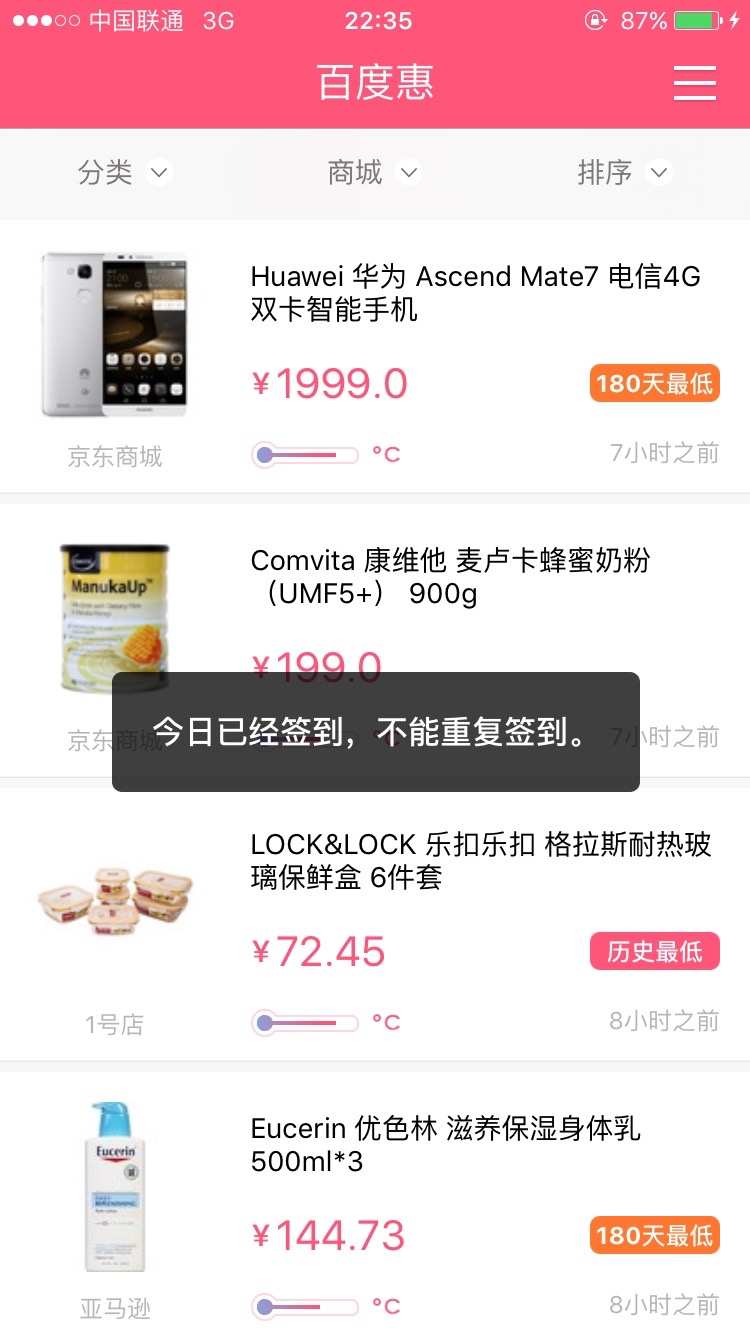 中国联通 3G 22:35 87%
百度惠
分类 商城 排序
Huawei 华为 Ascend Mate7 电信4G
双卡智能手机
¥1999.0 180天最低
京东商城 °C 7小时之前
Comvita 康维他 麦卢卡蜂蜜奶粉
（UMF5+） 900g
ManukaUp™
¥199.0
京东商城 7小时之前
今日已经签到，不能重复签到。
LOCK&LOCK 乐扣乐扣 格拉斯耐热玻
璃保鲜盒 6件套
¥72.45 历史最低
1号店 °C 8小时之前
Eucerin 优色林 滋养保湿身体乳
500ml*3
Eucerin
¥144.73 180天最低
亚马逊 °C 8小时之前